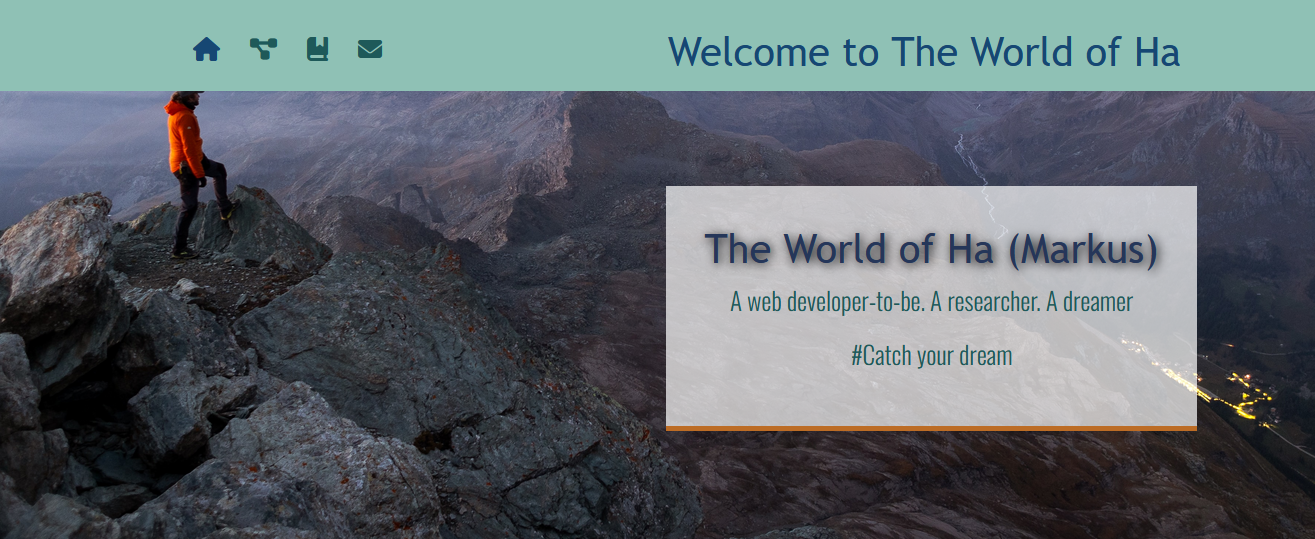 Welcome to The World of Ha
The World of Ha (Markus)
A web developer-to-be. A researcher. A dreamer
#Catch your dream